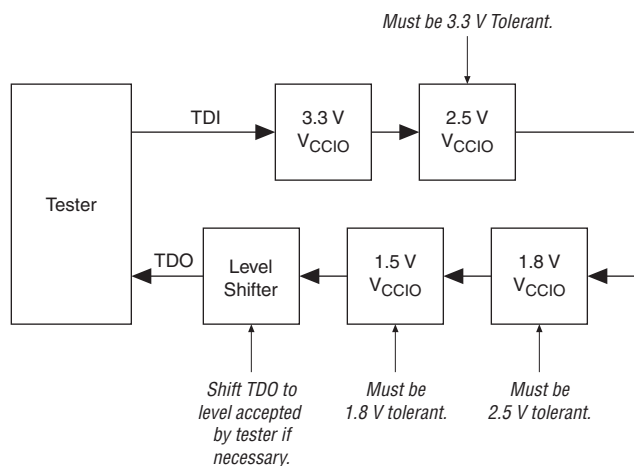 Must be 3.3 V Tolerant.
TDI
3.3 V
VCCIO
2.5 V
VCCIO
Tester
TDO
Level
Shifter
1.5 V
VCCIO
1.8 V
VCCIO
Shift TDO to
level accepted
by tester if
necessary.
Must be
1.8 V tolerant.
Must be
2.5 V tolerant.